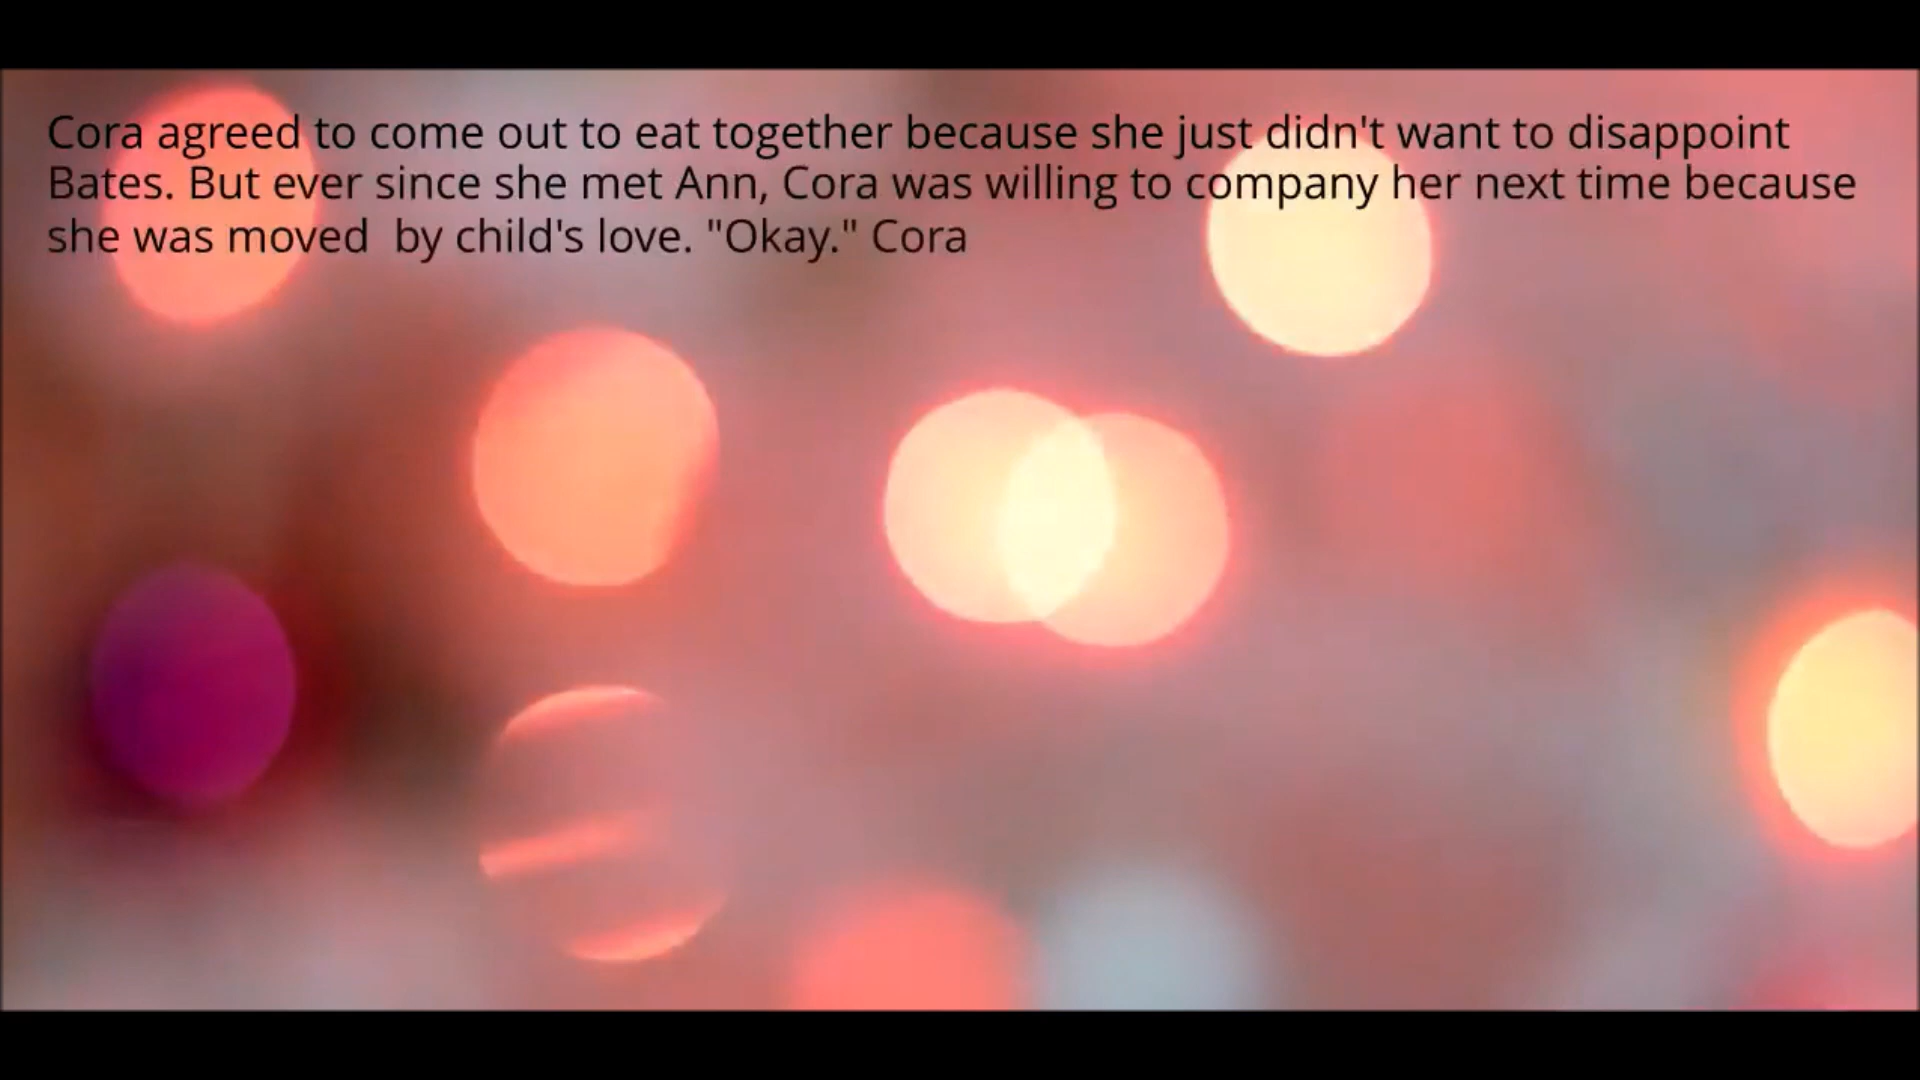 Cora agreed to come out to eat together because she just didn't want to disappoint
Bates. But ever since she met Ann, Cora was willing to company her next time because
she was moved  by child's love. "Okay." Cora